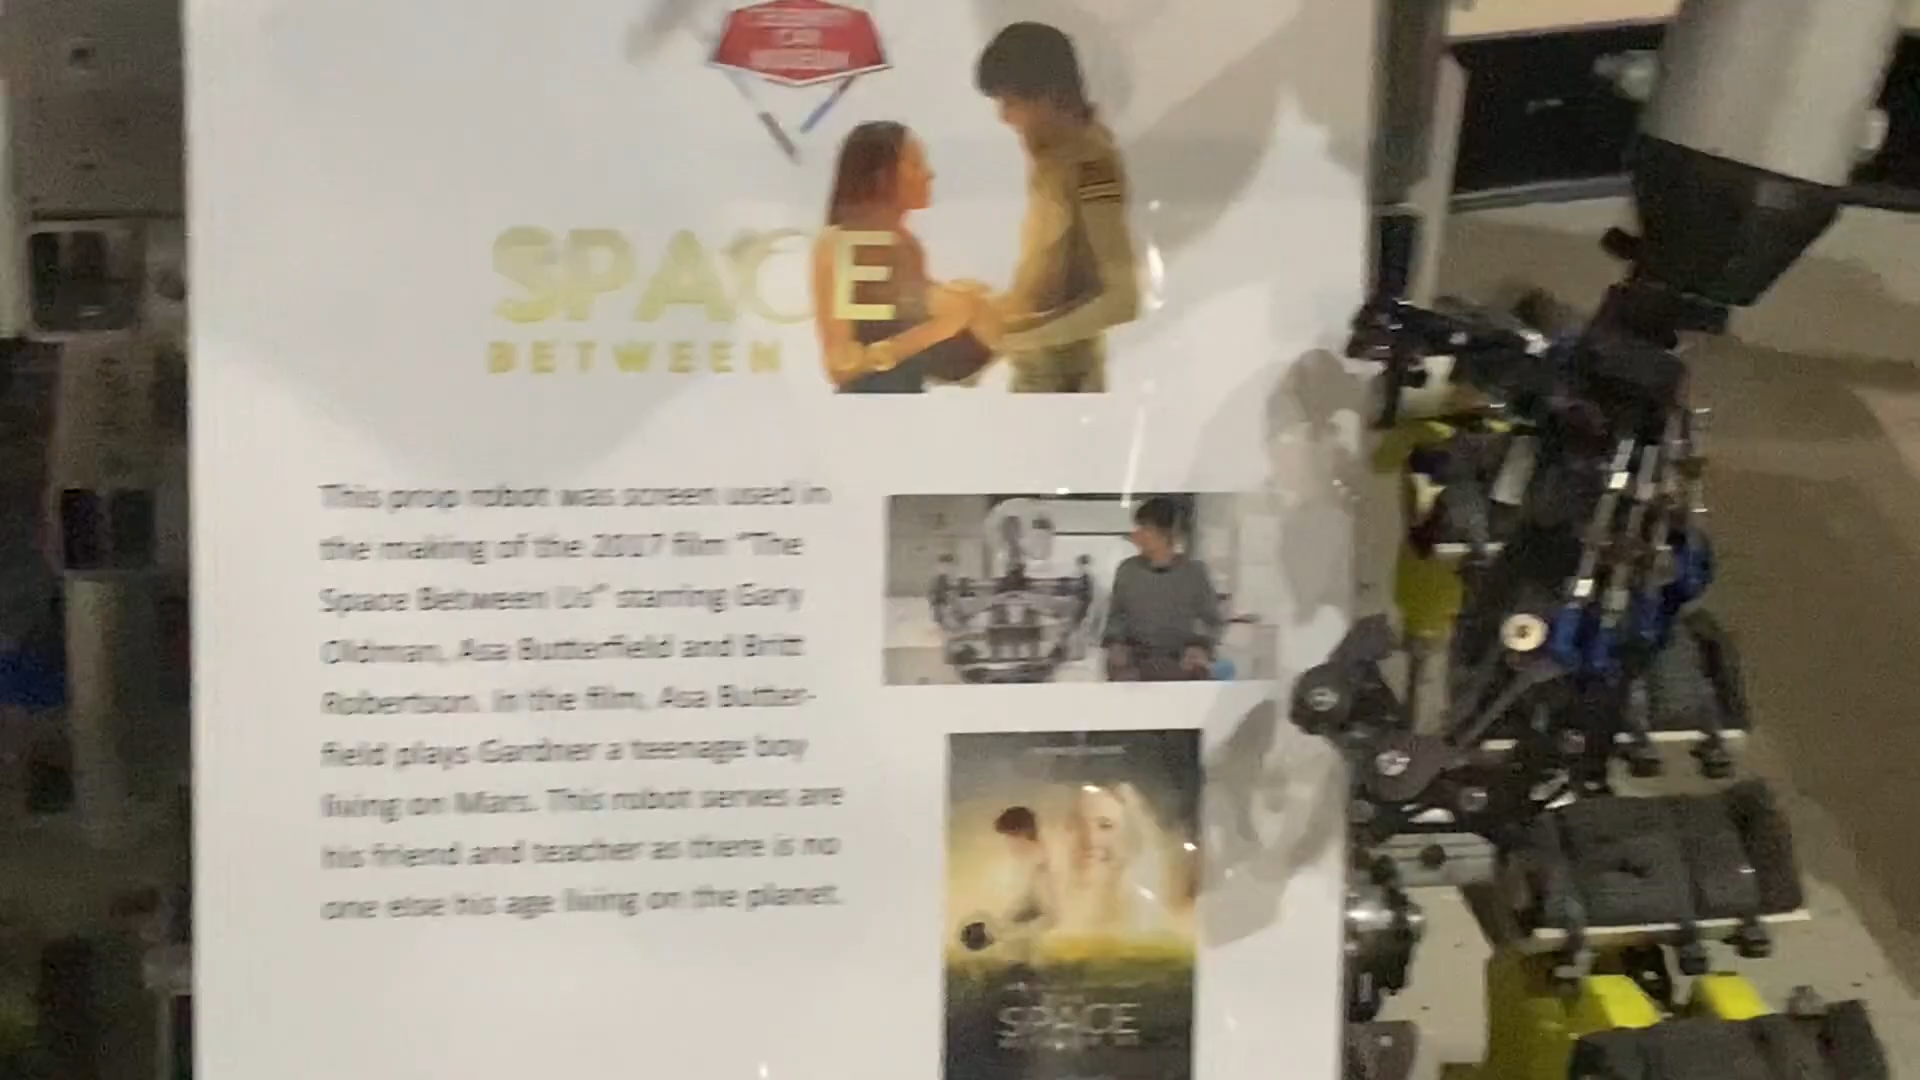 CAR
MUSEUM
SPACE
BETWEEN US
This prop robot was screen used in
the making of the 2017 film "The
Space Between Us" starring Gary
Oldman, Asa Butterfield and Britt
Robertson. In the film, Asa Butter-
field plays Gardner a teenage boy
living on Mars. This robot serves are
his friend and teacher as there is no
one else his age living on the planet.
SPACE